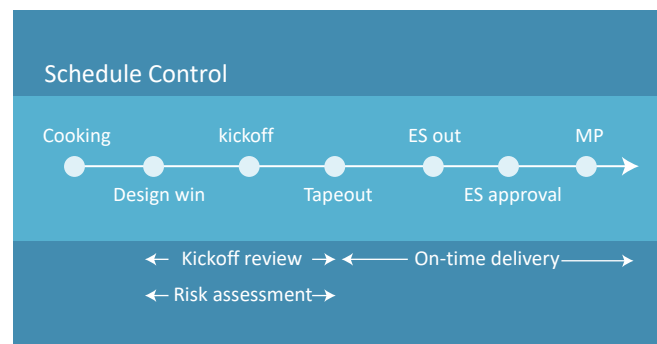 Schedule Control
Cooking kickoff ES out MP
Design win Tapeout ES approval
Kickoff review On-time delivery
Risk assessment